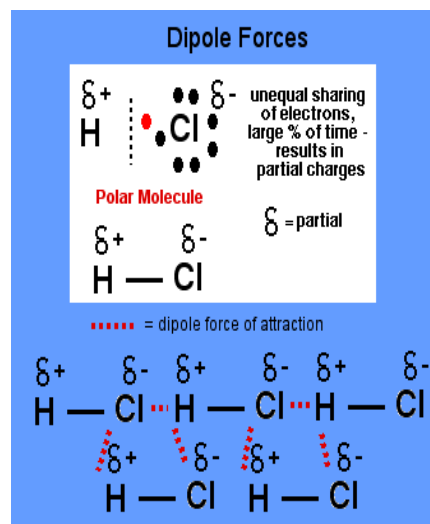 Dipole Forces
δ+ δ-
H Cl
unequal sharing
of electrons,
large % of time -
results in
partial charges
Polar Molecule
δ = partial
δ+ δ-
H — Cl
= dipole force of attraction
δ+ δ- δ+ δ- δ+ δ-
H — Cl H — Cl H — Cl
δ+ δ- δ+ δ-
H — Cl H — Cl